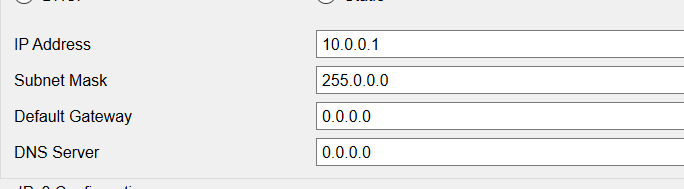 IP Address 10.0.0.1
Subnet Mask 255.0.0.0
Default Gateway 0.0.0.0
DNS Server 0.0.0.0